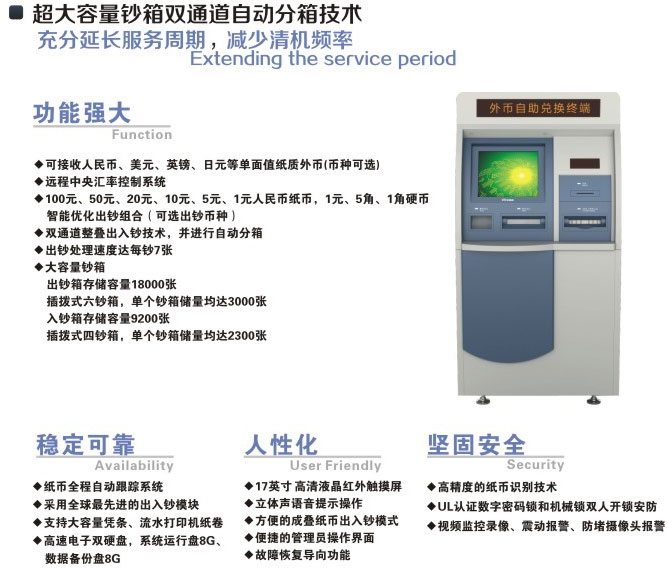 超大容量钞箱双通道自动分箱技术
充分延长服务周期，减少清机频率
Extending the service period
功能强大
Function
◆可接收人民币、美元、英镑、日元等单面值纸质外币(币种可选)
◆远程中央汇率控制系统
◆100元、50元、20元、10元、5元、1元人民币纸币，1元、5角、1角硬币
智能优化出钞组合（可选出钞币种）
◆双通道整叠出入钞技术，并进行自动分箱
◆出钞处理速度达每钞7张
◆大容量钞箱
出钞箱存储容量18000张
插拨式六钞箱，单个钞箱储量均达3000张
入钞箱存储容量9200张
插拨式四钞箱，单个钞箱储量均达2300张
外币自助兑换终端
稳定可靠
Availability
◆纸币全程自动跟踪系统
◆采用全球最先进的出入钞模块
◆支持大容量凭条、流水打印机纸卷
◆高速电子双硬盘，系统运行盘8G、
数据备份盘8G
人性化
User Friendly
◆17英寸 高清液晶红外触摸屏
◆立体声语音提示操作
◆方便的成叠纸币出入钞模式
◆便捷的管理员操作界面
◆故障恢复导向功能
坚固安全
Security
◆高精度的纸币识别技术
◆UL认证数字密码锁和机械锁双人开锁安防
◆视频监控录像、震动报警、防堵摄像头报警